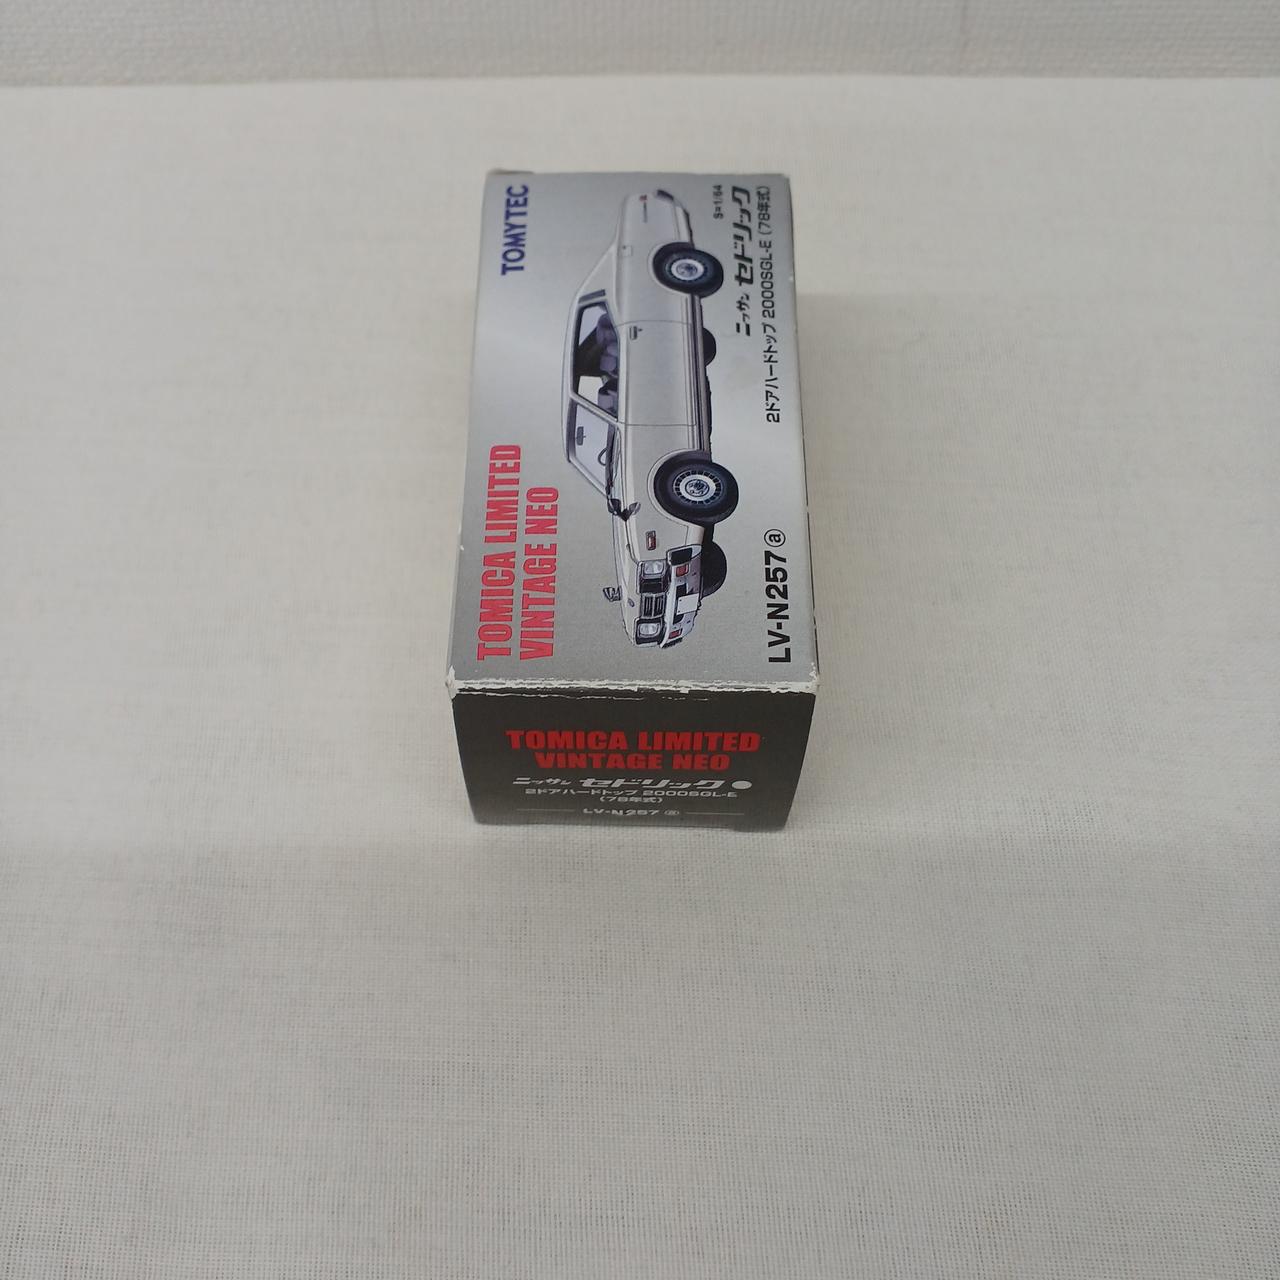 TOMYTEC
TOMICA LIMITED
VINTAGE NEO
S=1/64
ニッサン セドリック
2ドアハードトップ 2000SGL-E (78年式)
LV-N257 ⓐ
TOMICA LIMITED
VINTAGE NEO
ニッサン セドリック
2ドアハードトップ 2000SGL-E
(78年式)
LV-N257 ⓐ